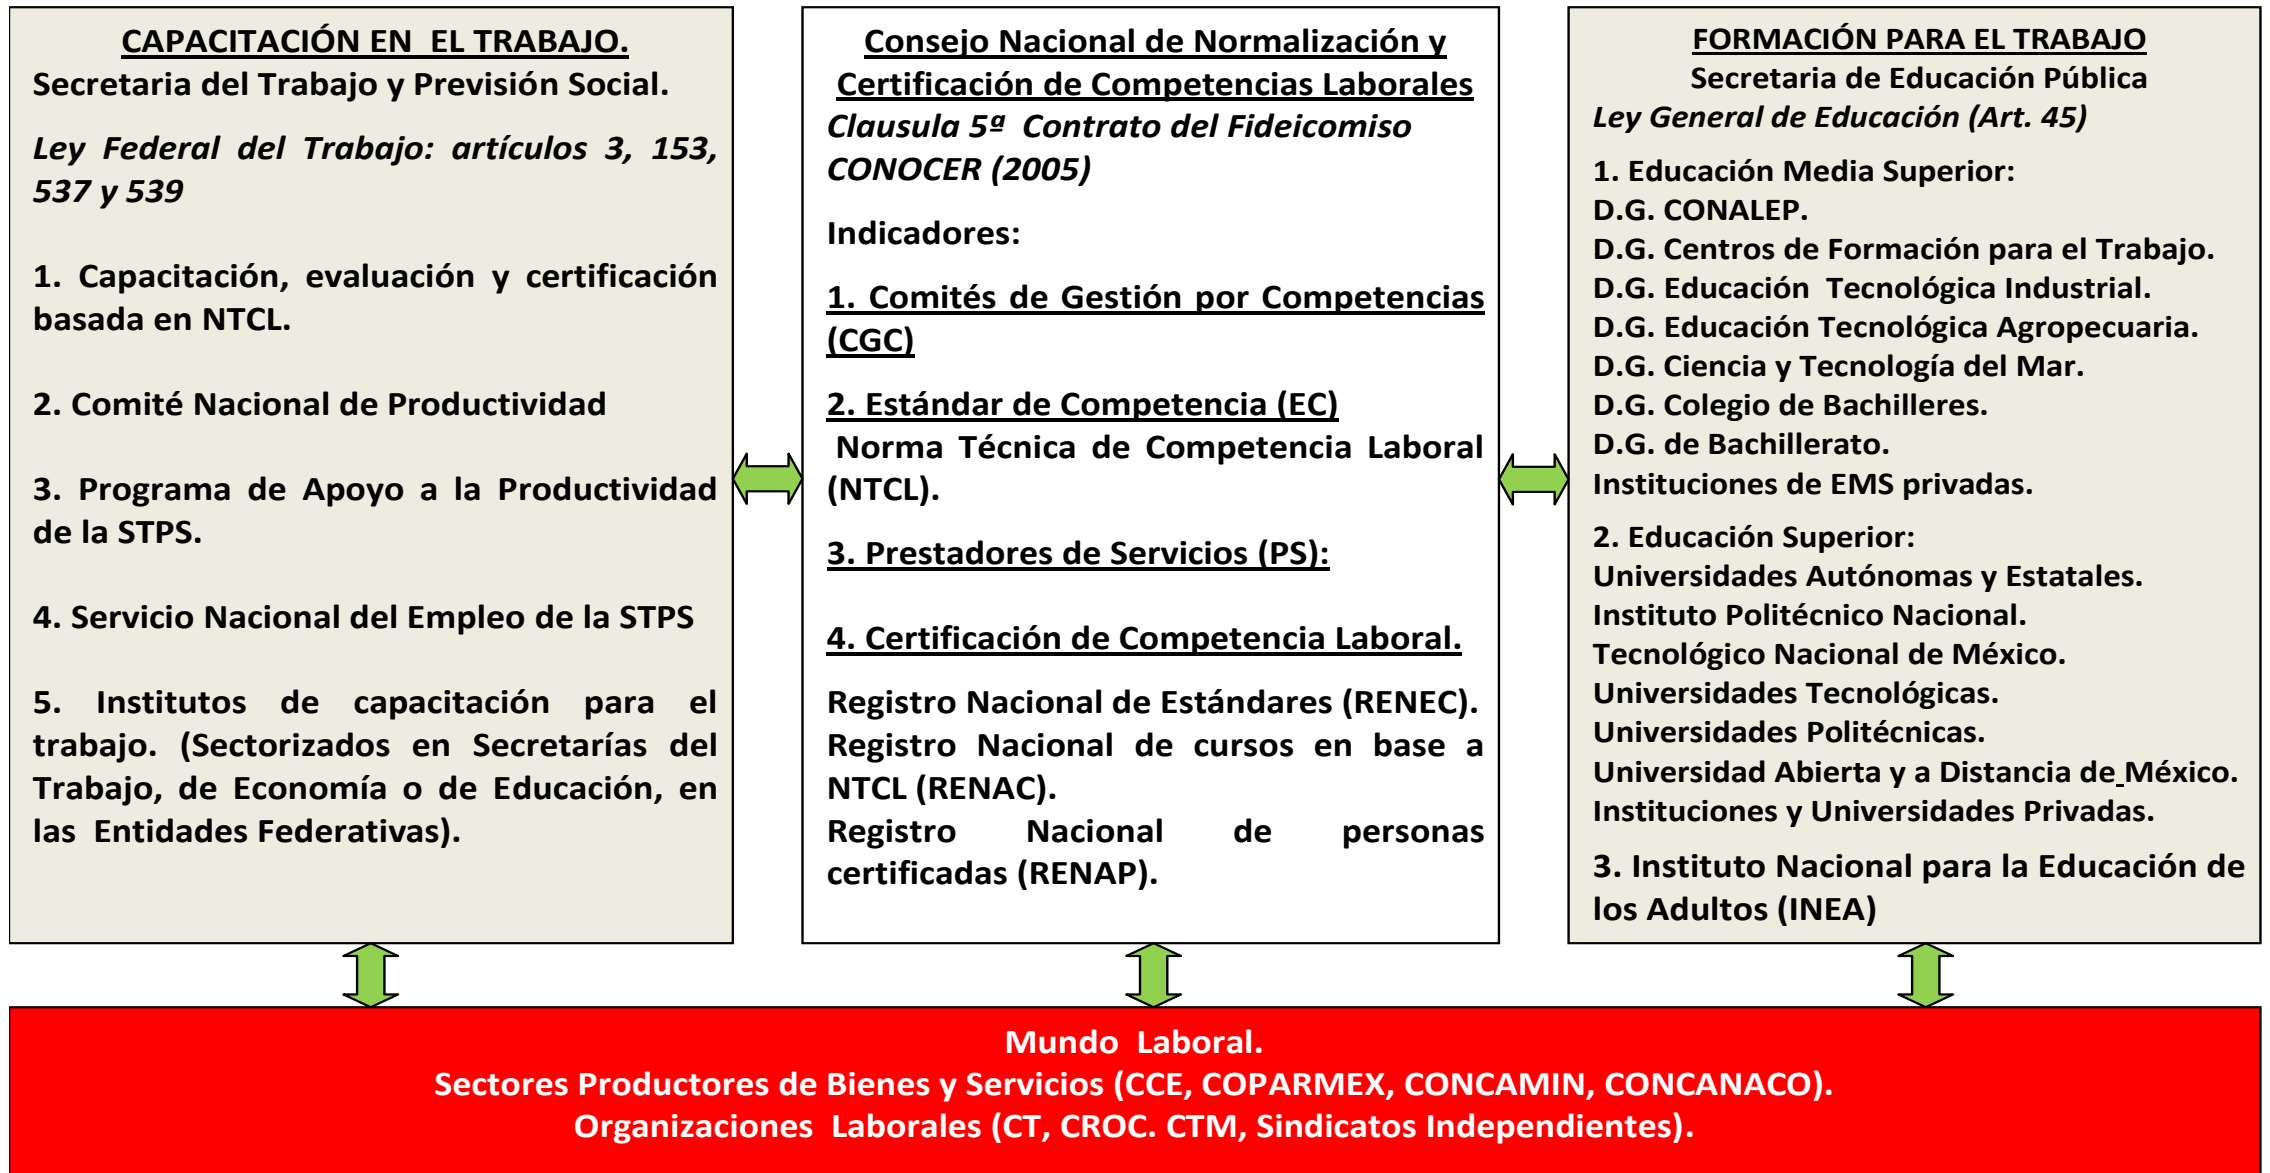 CAPACITACIÓN EN EL TRABAJO.
Secretaria del Trabajo y Previsión Social.
Ley Federal del Trabajo: artículos 3, 153,
537 y 539
1. Capacitación, evaluación y certificación
basada en NTCL.
2. Comité Nacional de Productividad
3. Programa de Apoyo a la Productividad
de la STPS.
4. Servicio Nacional del Empleo de la STPS
5. Institutos de capacitación para el
trabajo. (Sectorizados en Secretarías del
Trabajo, de Economía o de Educación, en
las Entidades Federativas).
Consejo Nacional de Normalización y
Certificación de Competencias Laborales
Clausula 5ª Contrato del Fideicomiso
CONOCER (2005)
Indicadores:
1. Comités de Gestión por Competencias
(CGC)
2. Estándar de Competencia (EC)
Norma Técnica de Competencia Laboral
(NTCL).
3. Prestadores de Servicios (PS):
4. Certificación de Competencia Laboral.
Registro Nacional de Estándares (RENEC).
Registro Nacional de cursos en base a
NTCL (RENAC).
Registro Nacional de personas
certificadas (RENAP).
FORMACIÓN PARA EL TRABAJO
Secretaria de Educación Pública
Ley General de Educación (Art. 45)
1. Educación Media Superior:
D.G. CONALEP.
D.G. Centros de Formación para el Trabajo.
D.G. Educación Tecnológica Industrial.
D.G. Educación Tecnológica Agropecuaria.
D.G. Ciencia y Tecnología del Mar.
D.G. Colegio de Bachilleres.
D.G. de Bachillerato.
Instituciones de EMS privadas.
2. Educación Superior:
Universidades Autónomas y Estatales.
Instituto Politécnico Nacional.
Tecnológico Nacional de México.
Universidades Tecnológicas.
Universidades Politécnicas.
Universidad Abierta y a Distancia de México.
Instituciones y Universidades Privadas.
3. Instituto Nacional para la Educación de
los Adultos (INEA)
Mundo Laboral.
Sectores Productores de Bienes y Servicios (CCE, COPARMEX, CONCAMIN, CONCANACO).
Organizaciones Laborales (CT, CROC. CTM, Sindicatos Independientes).